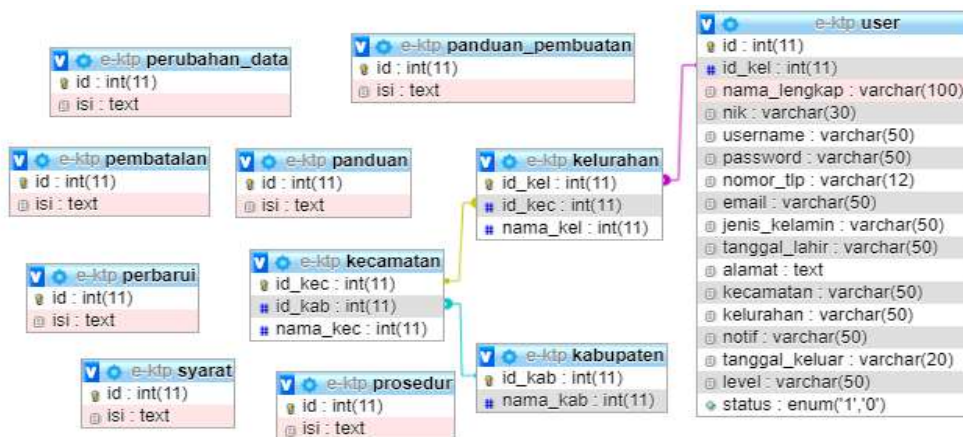 e-ktp perubahan_data
id : int(11)
isi : text
e-ktp panduan_pembuatan
id : int(11)
isi : text
e-ktp user
id : int(11)
id_kel : int(11)
nama_lengkap : varchar(100)
nik : varchar(30)
username : varchar(50)
password : varchar(50)
nomor_tlp : varchar(12)
email : varchar(50)
jenis_kelamin : varchar(50)
tanggal_lahir : varchar(50)
alamat : text
kecamatan : varchar(50)
kelurahan : varchar(50)
notif : varchar(50)
tanggal_keluar : varchar(20)
level : varchar(50)
status : enum('1','0')
e-ktp pembatalan
id : int(11)
isi : text
e-ktp panduan
id : int(11)
isi : text
e-ktp kelurahan
id_kel : int(11)
id_kec : int(11)
nama_kel : int(11)
e-ktp perbarui
id : int(11)
isi : text
e-ktp kecamatan
id_kec : int(11)
id_kab : int(11)
nama_kec : int(11)
e-ktp kabupaten
id_kab : int(11)
nama_kab : int(11)
e-ktp syarat
id : int(11)
isi : text
e-ktp prosedur
id : int(11)
isi : text